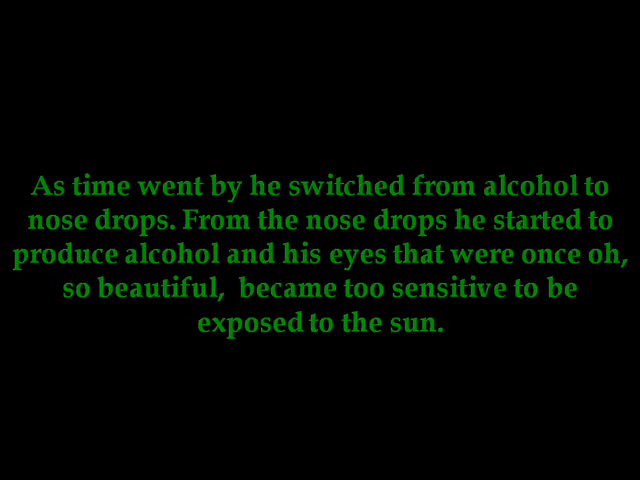 As time went by he switched from alcohol to
nose drops. From the nose drops he started to
produce alcohol and his eyes that were once oh,
so beautiful,  became too sensitive to be
exposed to the sun.